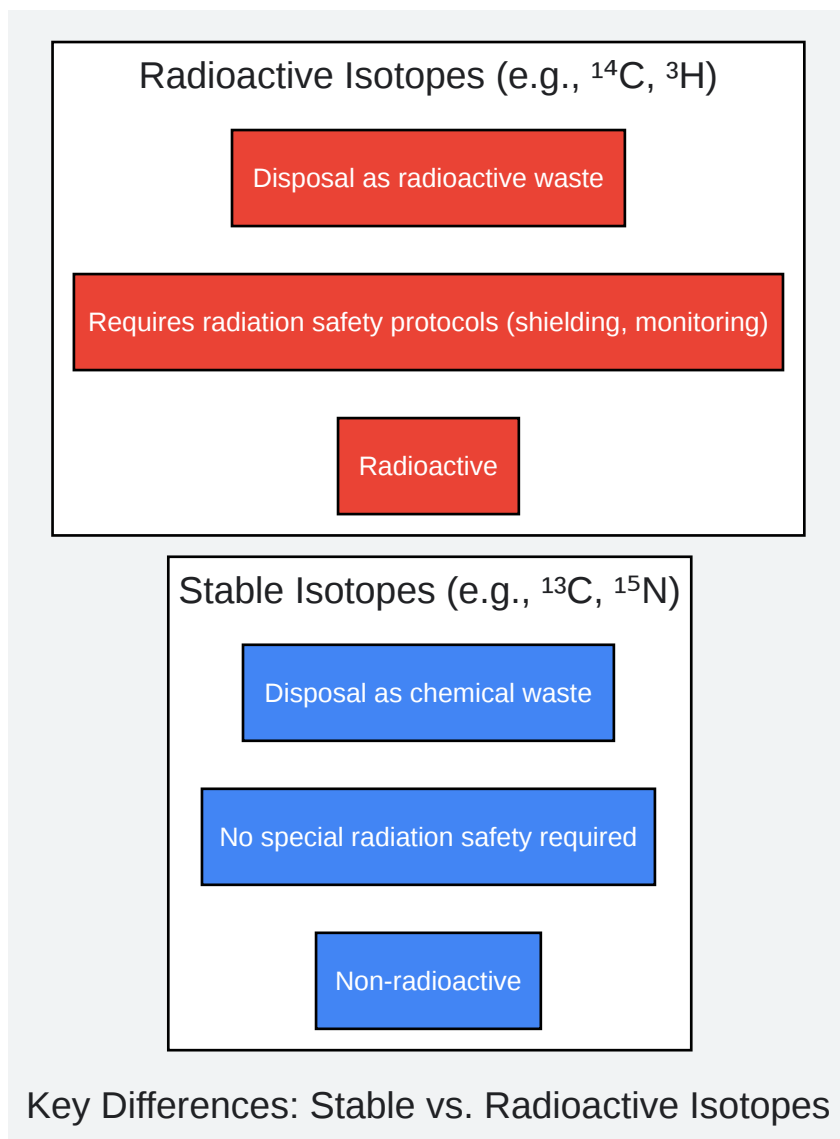 Radioactive Isotopes (e.g., ¹⁴C, ³H)
Disposal as radioactive waste
Requires radiation safety protocols (shielding, monitoring)
Radioactive
Stable Isotopes (e.g., ¹³C, ¹⁵N)
Disposal as chemical waste
No special radiation safety required
Non-radioactive
Key Differences: Stable vs. Radioactive Isotopes